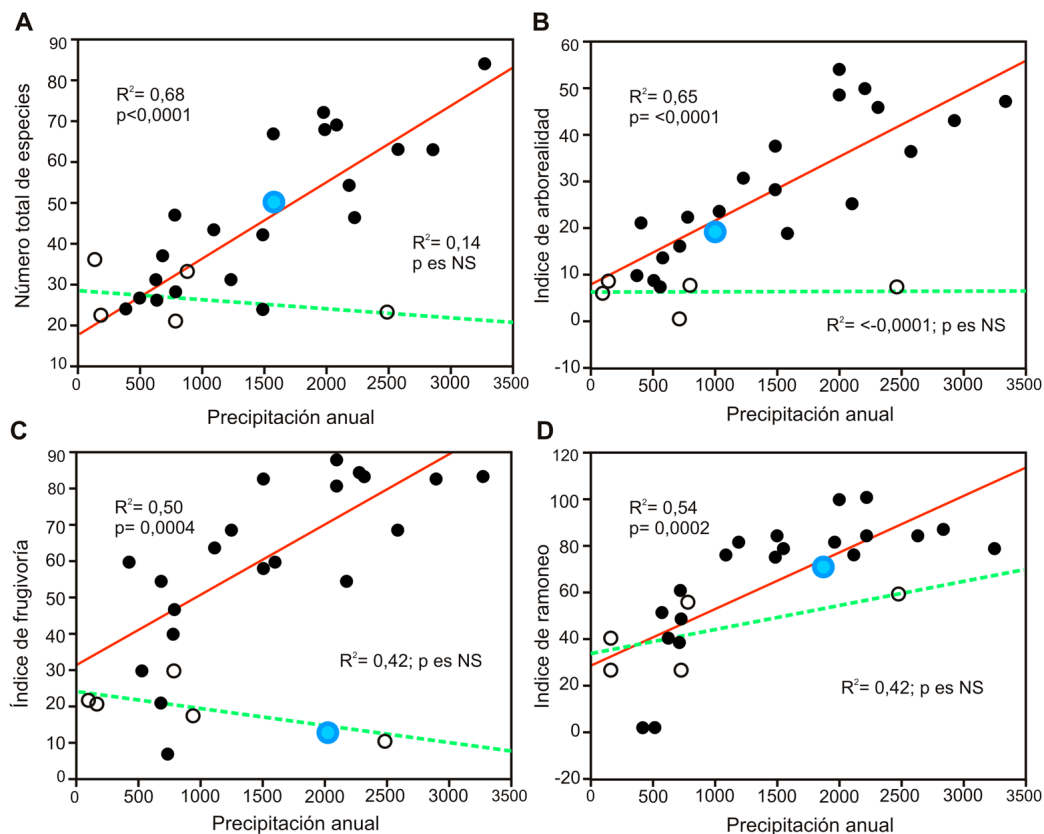 A
Número total de especies
90
80
70
60
50
40
30
20
10
R²= 0,68
p<0,0001
R²= 0,14
p es NS
500
1000
1500
2000
2500
3000
3500
Precipitación anual
B
Indice de arborealidad
60
50
40
30
20
10
0
-10
R²= 0,65
p= <0,0001
R²= <-0,0001; p es NS
0
500
1000
1500
2000
2500
3000
3500
Precipitación anual
C
Índice de frugivoría
90
80
70
60
50
40
30
20
10
0
R²= 0,50
p= 0,0004
R²= 0,42; p es NS
0
500
1000
1500
2000
2500
3000
3500
Precipitación anual
D
Indice de ramoneo
120
100
80
60
40
20
0
-20
R²= 0,54
p= 0,0002
R²= 0,42; p es NS
0
500
1000
1500
2000
2500
3000
3500
Precipitación anual